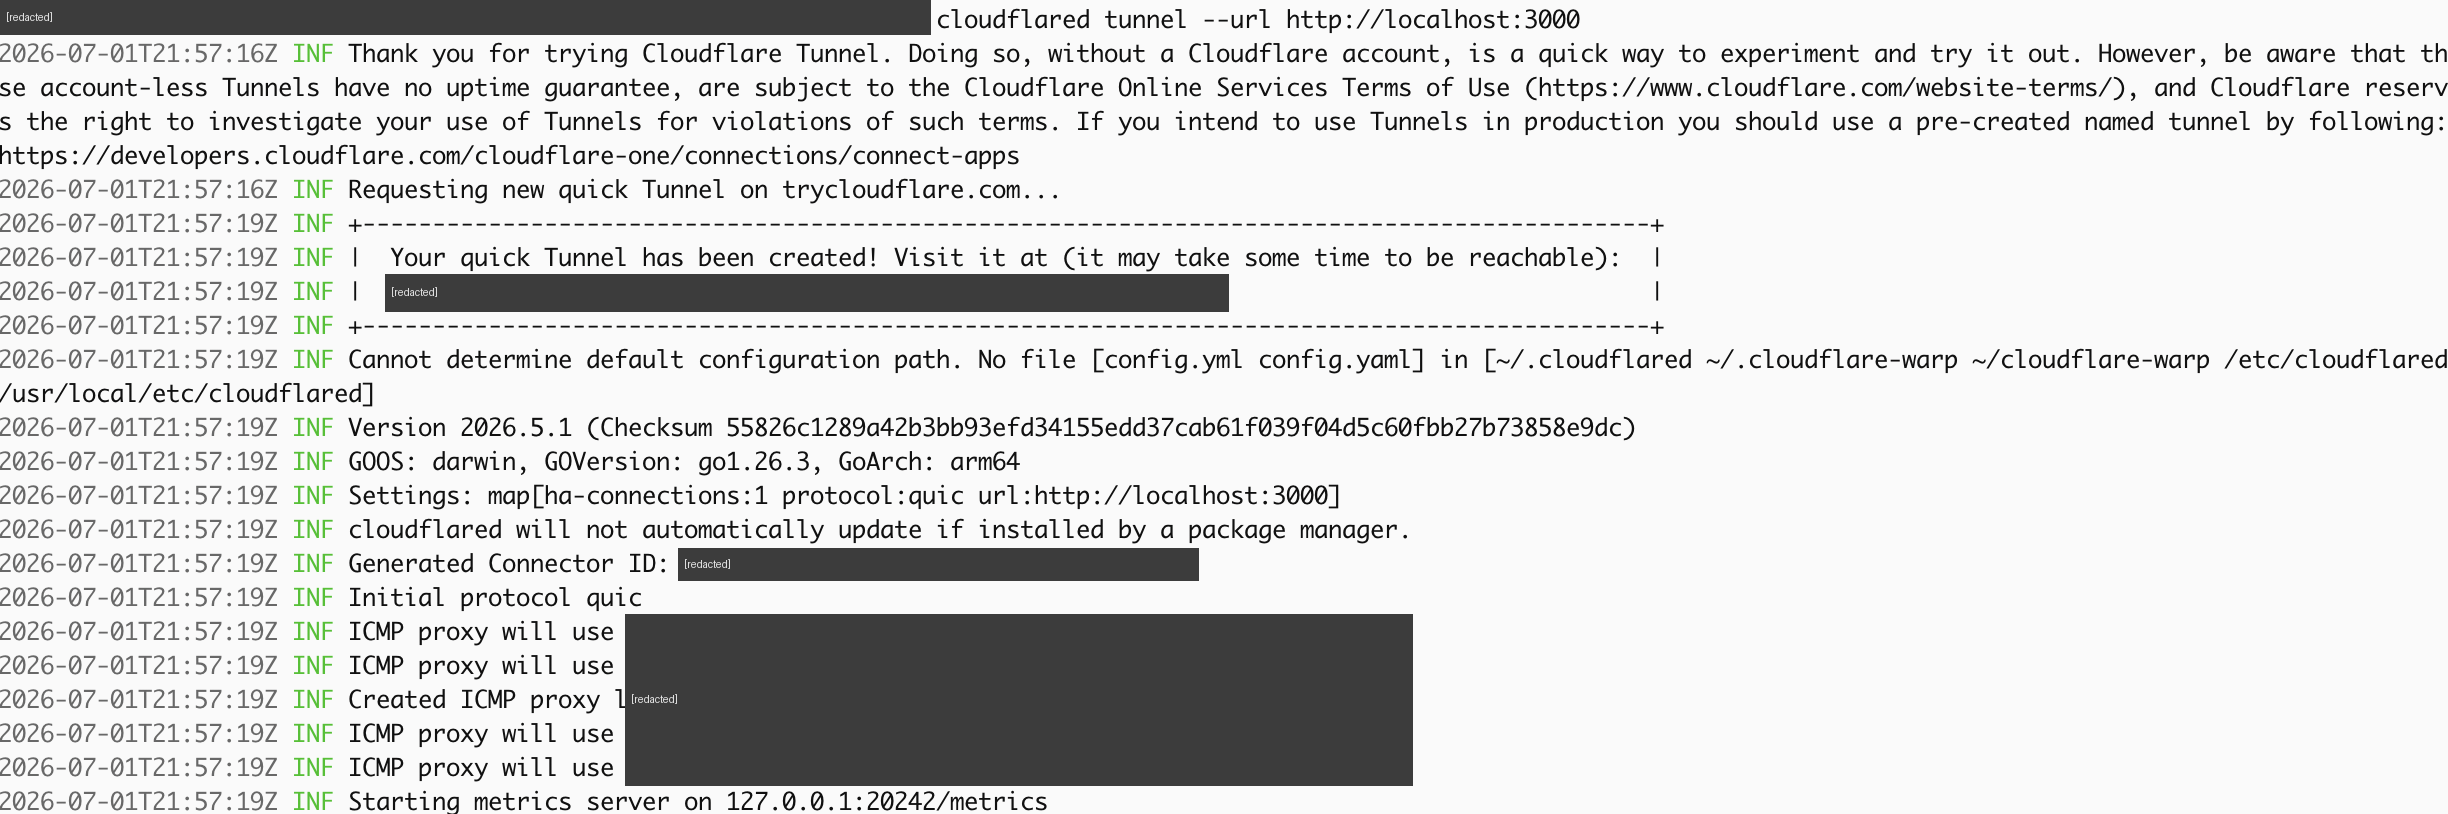 [redacted] cloudflared tunnel --url http://localhost:3000
2026-07-01T21:57:16Z INF Thank you for trying Cloudflare Tunnel. Doing so, without a Cloudflare account, is a quick way to experiment and try it out. However, be aware that th
se account-less Tunnels have no uptime guarantee, are subject to the Cloudflare Online Services Terms of Use (https://www.cloudflare.com/website-terms/), and Cloudflare reserv
s the right to investigate your use of Tunnels for violations of such terms. If you intend to use Tunnels in production you should use a pre-created named tunnel by following:
https://developers.cloudflare.com/cloudflare-one/connections/connect-apps
2026-07-01T21:57:16Z INF Requesting new quick Tunnel on trycloudflare.com...
2026-07-01T21:57:19Z INF +--------------------------------------------------------------------------------------------+
2026-07-01T21:57:19Z INF |  Your quick Tunnel has been created! Visit it at (it may take some time to be reachable):  |
2026-07-01T21:57:19Z INF |  [redacted]  |
2026-07-01T21:57:19Z INF +--------------------------------------------------------------------------------------------+
2026-07-01T21:57:19Z INF Cannot determine default configuration path. No file [config.yml config.yaml] in [~/.cloudflared ~/.cloudflare-warp ~/cloudflare-warp /etc/cloudflared
/usr/local/etc/cloudflared]
2026-07-01T21:57:19Z INF Version 2026.5.1 (Checksum 55826c1289a42b3bb93efd34155edd37cab61f039f04d5c60fbb27b73858e9dc)
2026-07-01T21:57:19Z INF GOOS: darwin, GOVersion: go1.26.3, GoArch: arm64
2026-07-01T21:57:19Z INF Settings: map[ha-connections:1 protocol:quic url:http://localhost:3000]
2026-07-01T21:57:19Z INF cloudflared will not automatically update if installed by a package manager.
2026-07-01T21:57:19Z INF Generated Connector ID: [redacted]
2026-07-01T21:57:19Z INF Initial protocol quic
2026-07-01T21:57:19Z INF ICMP proxy will use
2026-07-01T21:57:19Z INF ICMP proxy will use
2026-07-01T21:57:19Z INF Created ICMP proxy l [redacted]
2026-07-01T21:57:19Z INF ICMP proxy will use
2026-07-01T21:57:19Z INF ICMP proxy will use
2026-07-01T21:57:19Z INF Starting metrics server on 127.0.0.1:20242/metrics